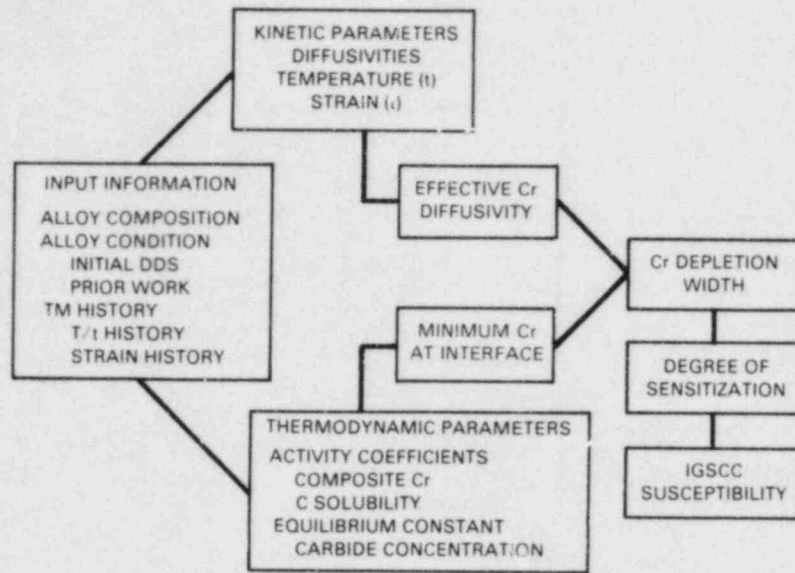 KINETIC PARAMETERS
DIFFUSIVITIES
TEMPERATURE (t)
STRAIN (ι)
INPUT INFORMATION
ALLOY COMPOSITION
ALLOY CONDITION
INITIAL DDS
PRIOR WORK
TM HISTORY
T/t HISTORY
STRAIN HISTORY
EFFECTIVE Cr
DIFFUSIVITY
MINIMUM Cr
AT INTERFACE
THERMODYNAMIC PARAMETERS
ACTIVITY COEFFICIENTS
COMPOSITE Cr
C SOLUBILITY
EQUILIBRIUM CONSTANT
CARBIDE CONCENTRATION
Cr DEPLETION
WIDTH
DEGREE OF
SENSITIZATION
IGSCC
SUSCEPTIBILITY